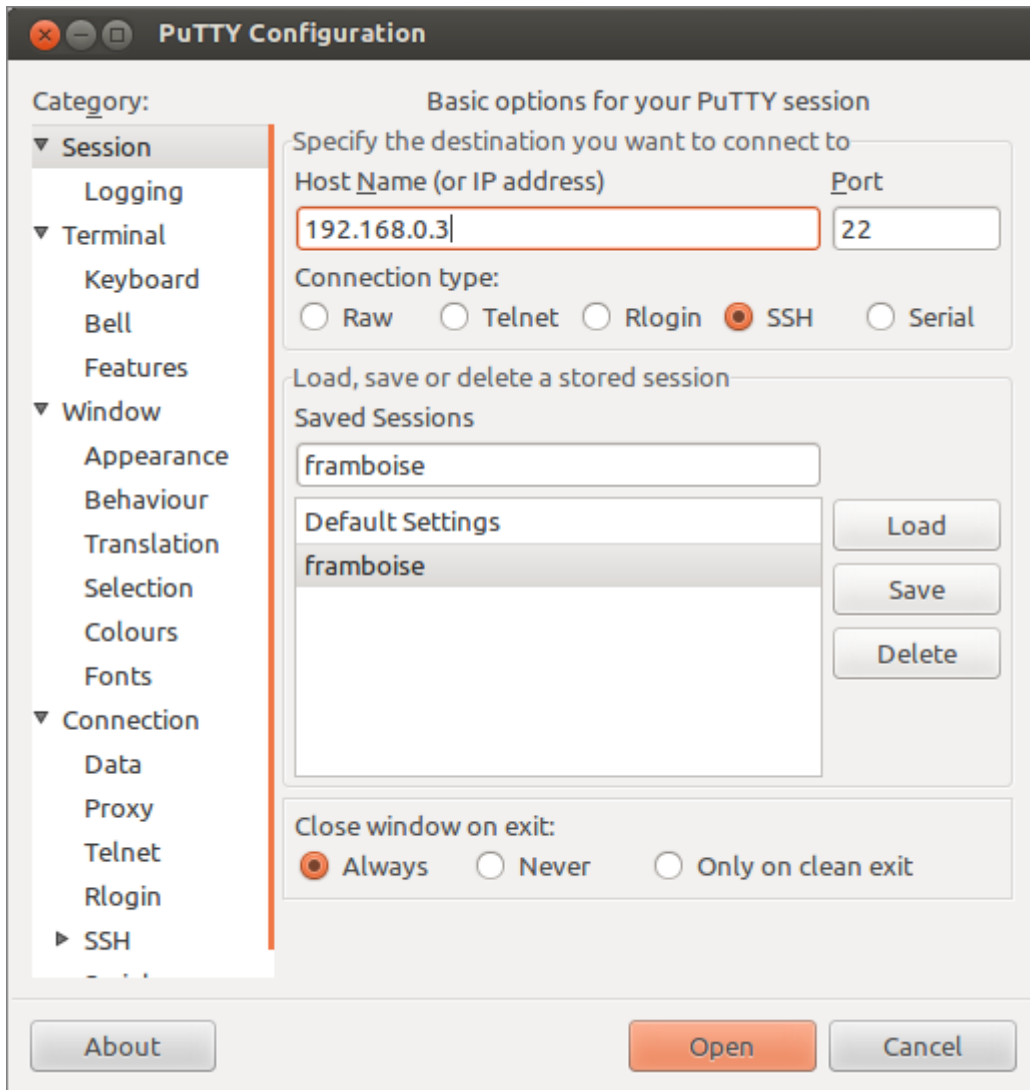 PuTTY Configuration
Category:
Session
Logging
Terminal
Keyboard
Bell
Features
Window
Appearance
Behaviour
Translation
Selection
Colours
Fonts
Connection
Data
Proxy
Telnet
Rlogin
SSH
Basic options for your PuTTY session
Specify the destination you want to connect to
Host Name (or IP address) Port
192.168.0.3 22
Connection type:
Raw Telnet Rlogin SSH Serial
Load, save or delete a stored session
Saved Sessions
framboise
Default Settings
framboise
Load
Save
Delete
Close window on exit:
Always Never Only on clean exit
About Open Cancel